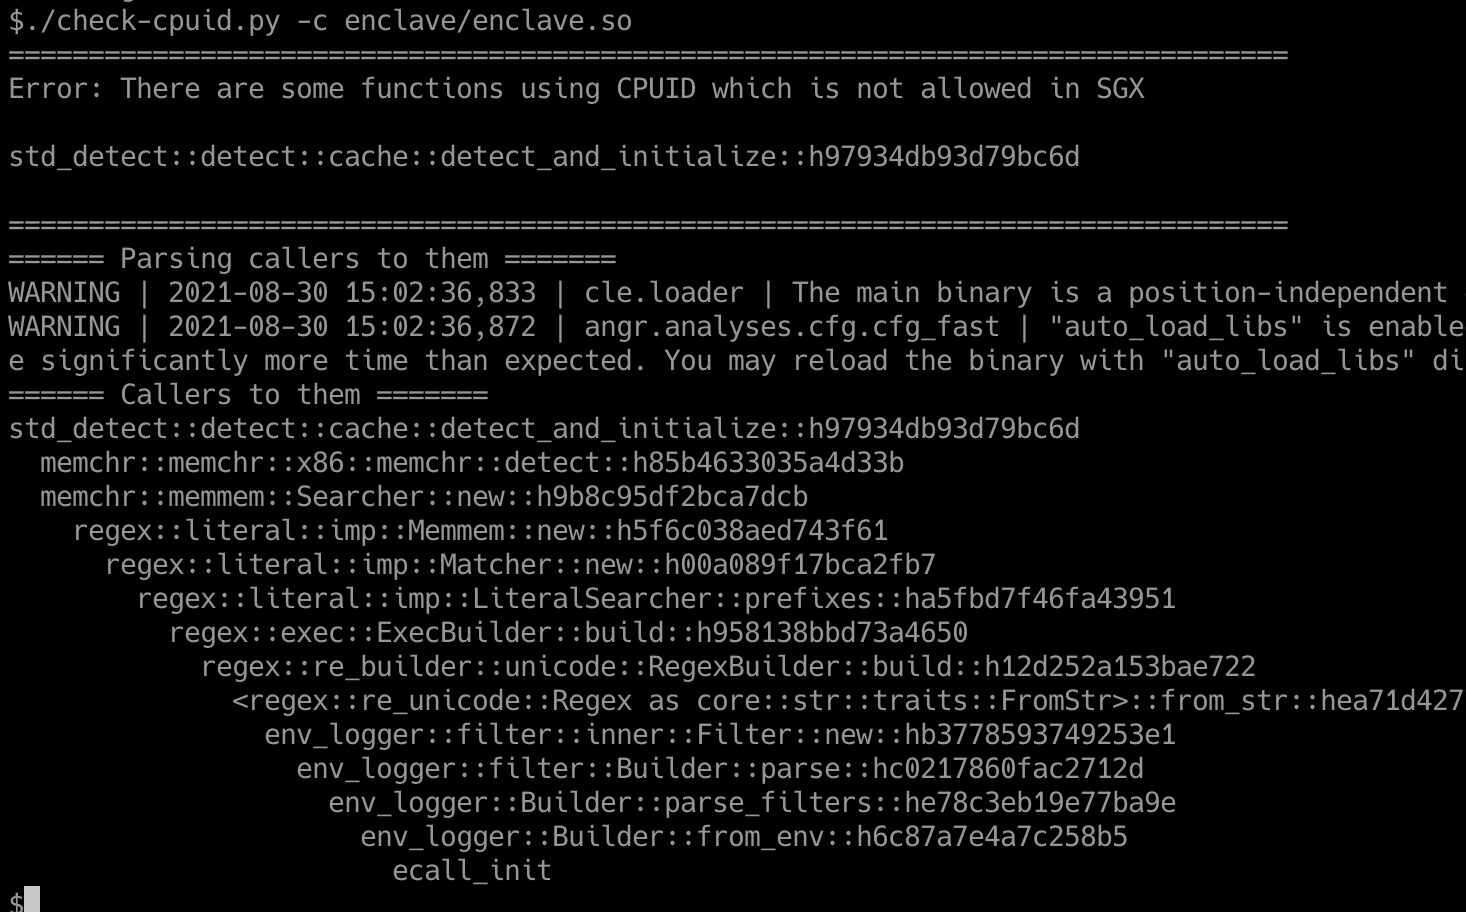 $./check-cpuid.py -c enclave/enclave.so
================================================================================
Error: There are some functions using CPUID which is not allowed in SGX
std_detect::detect::cache::detect_and_initialize::h97934db93d79bc6d
================================================================================
====== Parsing callers to them =======
WARNING | 2021-08-30 15:02:36,833 | cle.loader | The main binary is a position-independent
WARNING | 2021-08-30 15:02:36,872 | angr.analyses.cfg.cfg_fast | "auto_load_libs" is enable
e significantly more time than expected. You may reload the binary with "auto_load_libs" di
====== Callers to them =======
std_detect::detect::cache::detect_and_initialize::h97934db93d79bc6d
  memchr::memchr::x86::memchr::detect::h85b4633035a4d33b
  memchr::memmem::Searcher::new::h9b8c95df2bca7dcb
    regex::literal::imp::Memmem::new::h5f6c038aed743f61
      regex::literal::imp::Matcher::new::h00a089f17bca2fb7
        regex::literal::imp::LiteralSearcher::prefixes::ha5fbd7f46fa43951
          regex::exec::ExecBuilder::build::h958138bbd73a4650
            regex::re_builder::unicode::RegexBuilder::build::h12d252a153bae722
              <regex::re_unicode::Regex as core::str::traits::FromStr>::from_str::hea71d427
                env_logger::filter::inner::Filter::new::hb3778593749253e1
                  env_logger::filter::Builder::parse::hc0217860fac2712d
                    env_logger::Builder::parse_filters::he78c3eb19e77ba9e
                      env_logger::Builder::from_env::h6c87a7e4a7c258b5
                        ecall_init
$